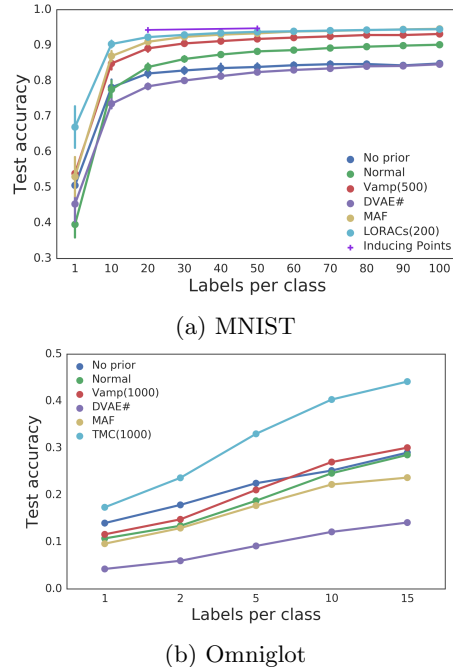 1.0
0.9
0.8
0.7
0.6
0.5
0.4
0.3
Test accuracy
No prior
Normal
Vamp(500)
DVAE#
MAF
LORACs(200)
Inducing Points
1 10 20 30 40 50 60 70 80 90 100
Labels per class
(a) MNIST
0.5
0.4
0.3
0.2
0.1
0.0
Test accuracy
No prior
Normal
Vamp(1000)
DVAE#
MAF
TMC(1000)
1 2 5 10 15
Labels per class
(b) Omniglot